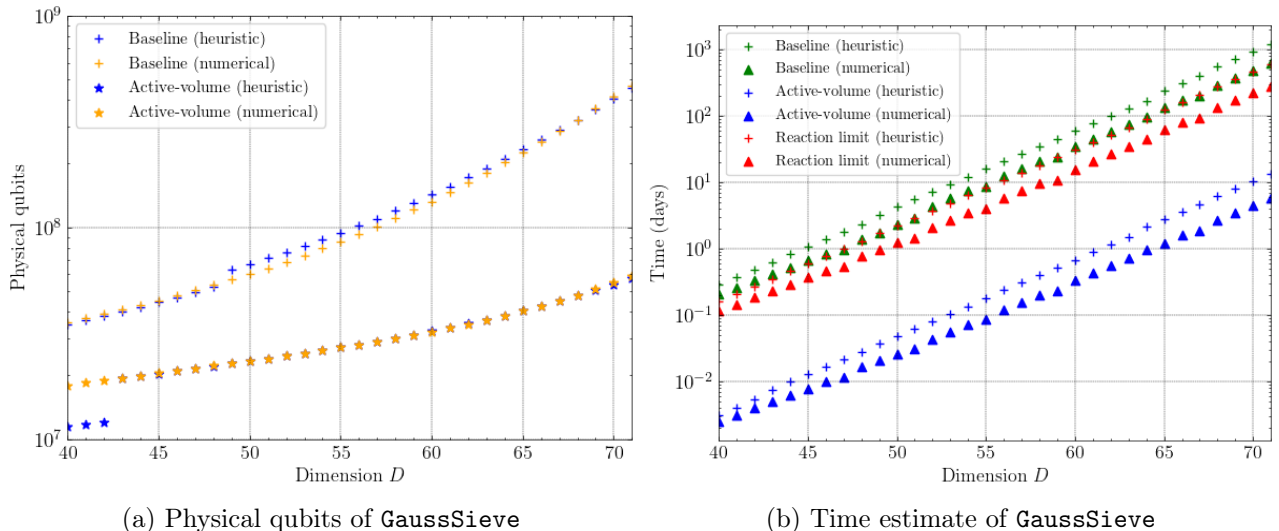 10^9
10^8
10^7
Physical qubits
Baseline (heuristic)
Baseline (numerical)
Active-volume (heuristic)
Active-volume (numerical)
40 45 50 55 60 65 70
Dimension D
(a) Physical qubits of GaussSieve
10^3
10^2
10^1
10^0
10^−1
10^−2
Time (days)
Baseline (heuristic)
Baseline (numerical)
Active-volume (heuristic)
Active-volume (numerical)
Reaction limit (heuristic)
Reaction limit (numerical)
40 45 50 55 60 65 70
Dimension D
(b) Time estimate of GaussSieve